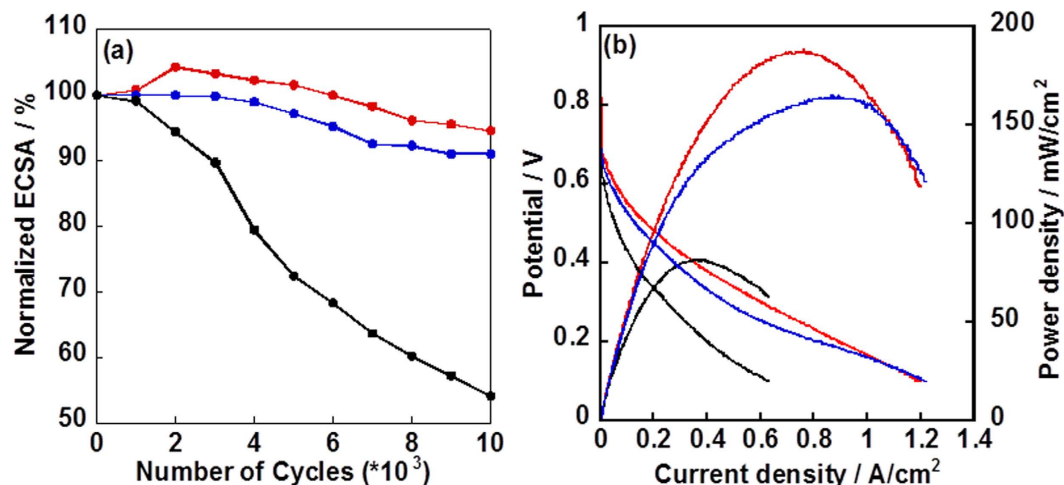 (a)
110
100
90
80
70
60
50
Normalized ECSA / %
0 2 4 6 8 10
Number of Cycles (*10³)
(b)
1
0.8
0.6
0.4
0.2
0
Potential / V
200
150
100
50
0
Power density / mW/cm²
0 0.2 0.4 0.6 0.8 1 1.2 1.4
Current density / A/cm²